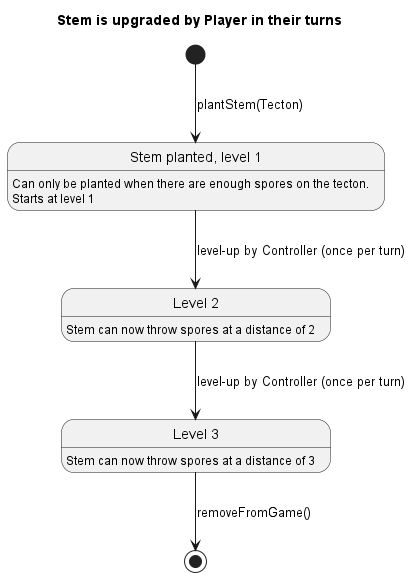 Stem is upgraded by Player in their turns
plantStem(Tecton)
Stem planted, level 1
Can only be planted when there are enough spores on the tecton.
Starts at level 1
level-up by Controller (once per turn)
Level 2
Stem can now throw spores at a distance of 2
level-up by Controller (once per turn)
Level 3
Stem can now throw spores at a distance of 3
removeFromGame()